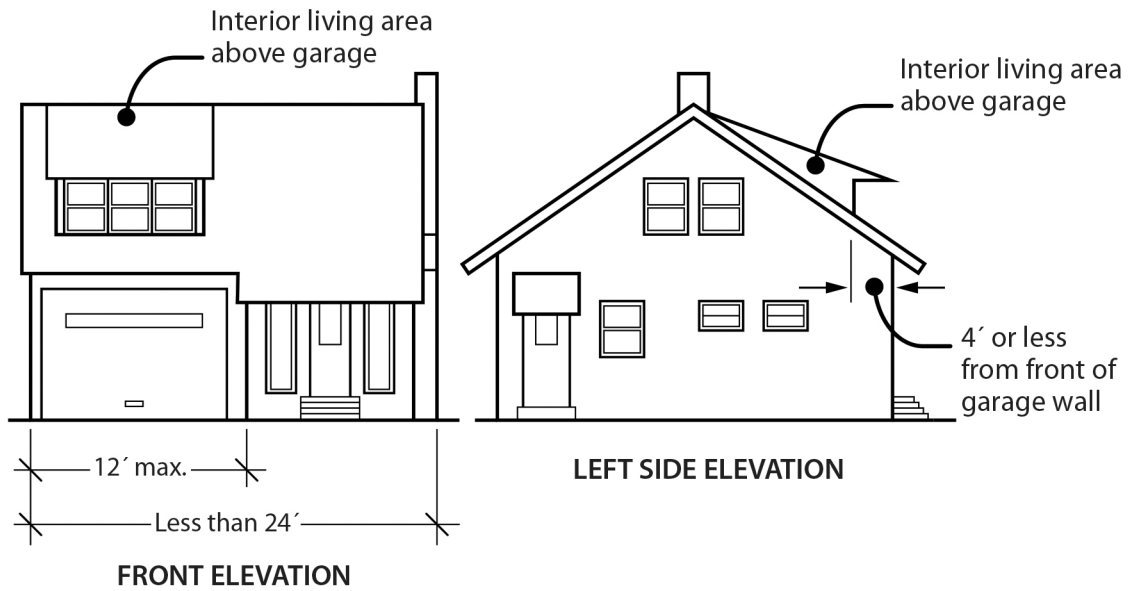 Interior living area
above garage
Interior living area
above garage
4´ or less
from front of
garage wall
12´ max.
LEFT SIDE ELEVATION
Less than 24´
FRONT ELEVATION